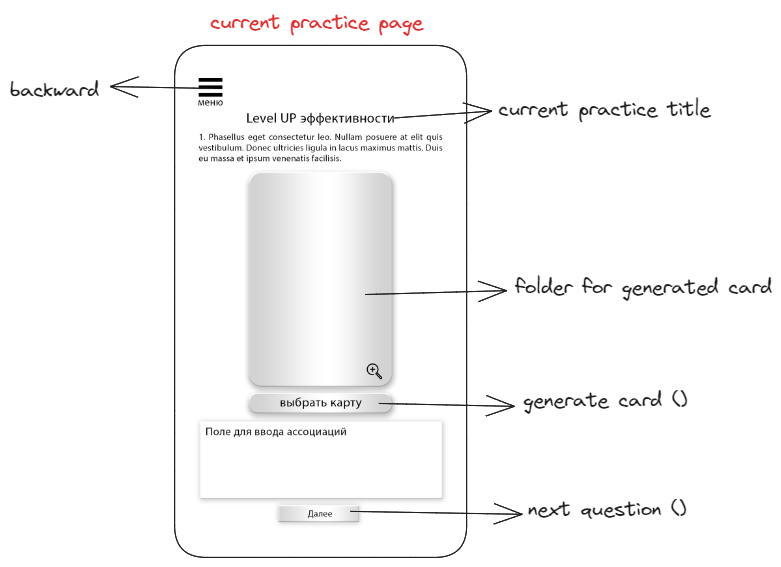 current practice page
backward
меню
Level UP эффективности
current practice title
1. Phasellus eget consectetur leo. Nullam posuere at elit quis
vestibulum. Donec ultricies ligula in lacus maximus mattis. Duis
eu massa et ipsum venenatis facilisis.
folder for generated card
выбрать карту
generate card ()
Поле для ввода ассоциаций
Далее
next question ()